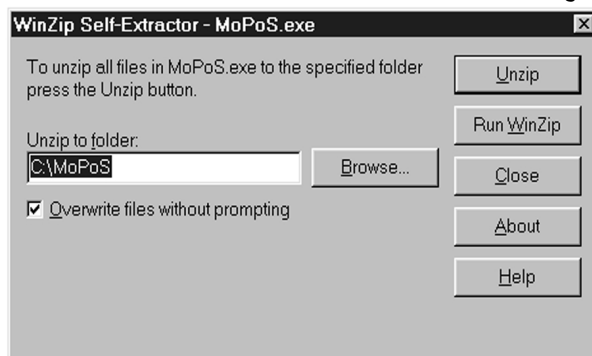 WinZip Self-Extractor - MoPoS.exe
To unzip all files in MoPoS.exe to the specified folder
press the Unzip button.
Unzip to folder:
C:\MoPoS
Browse...
Overwrite files without prompting
Unzip
Run WinZip
Close
About
Help